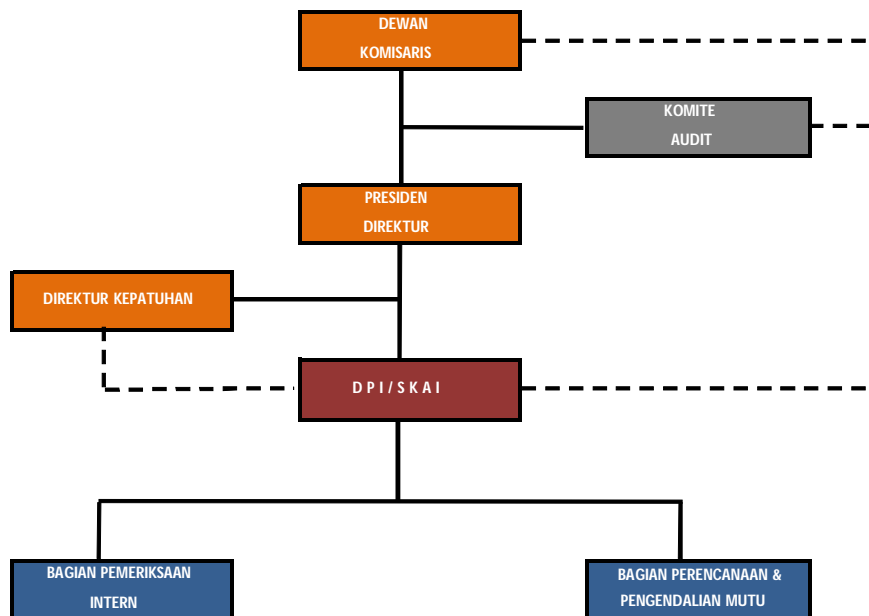 DEWAN
KOMISARIS
KOMITE
AUDIT
PRESIDEN
DIREKTUR
DIREKTUR KEPATUHAN
D P I / S K A I
BAGIAN PEMERIKSAAN
INTERN
BAGIAN PERENCANAAN &
PENGENDALIAN MUTU